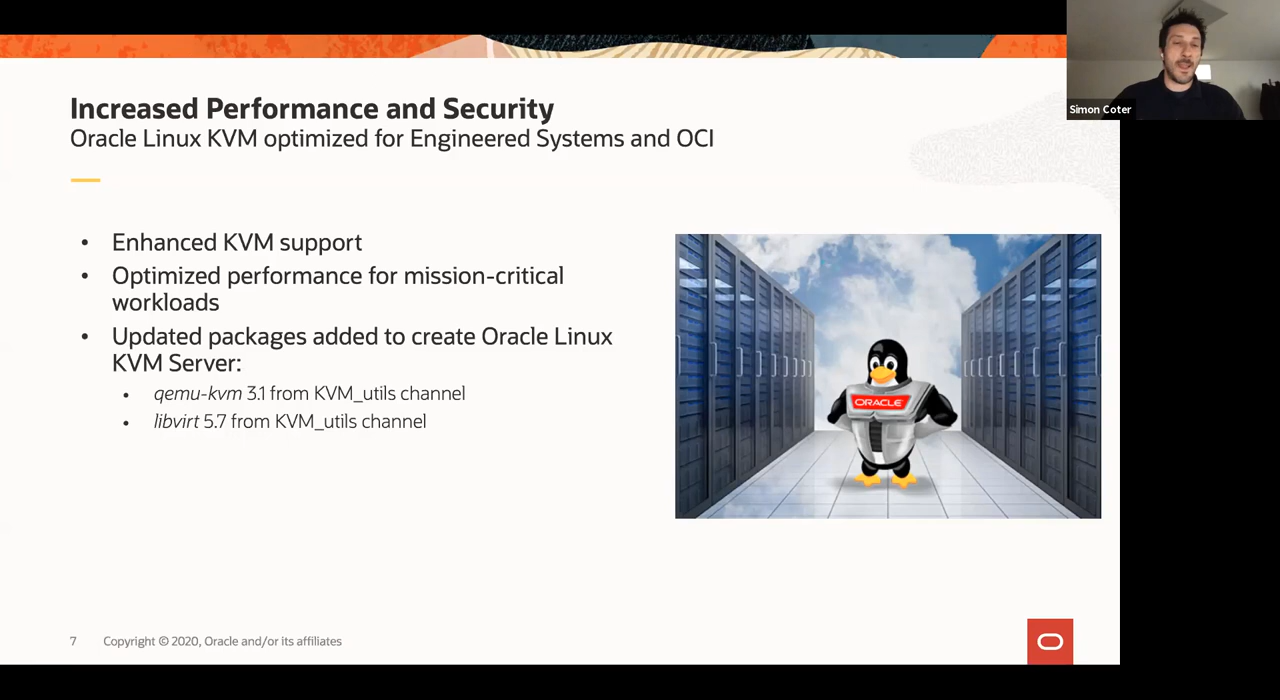 Simon Coter
Increased Performance and Security
Oracle Linux KVM optimized for Engineered Systems and OCI
• Enhanced KVM support
• Optimized performance for mission-critical
workloads
• Updated packages added to create Oracle Linux
KVM Server:
• qemu-kvm 3.1 from KVM_utils channel
• libvirt 5.7 from KVM_utils channel
ORACLE
7 Copyright © 2020, Oracle and/or its affiliates